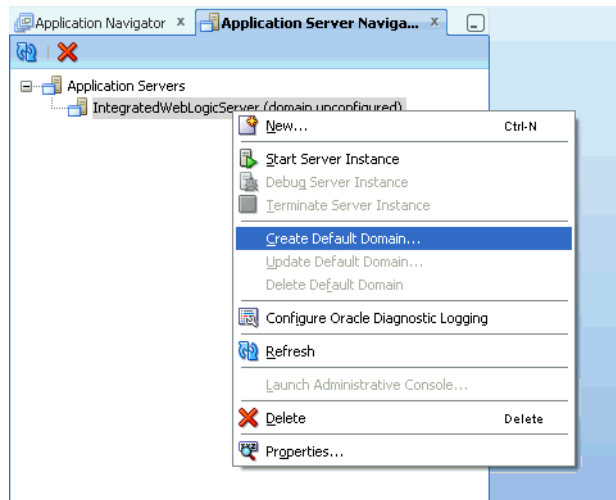 Application Navigator x Application Server Naviga... x
Application Servers
IntegratedWebLogicServer (domain unconfigured)
New... Ctrl-N
Start Server Instance
Debug Server Instance
Terminate Server Instance
Create Default Domain...
Update Default Domain...
Delete Default Domain
Configure Oracle Diagnostic Logging
Refresh
Launch Administrative Console...
Delete Delete
Properties...